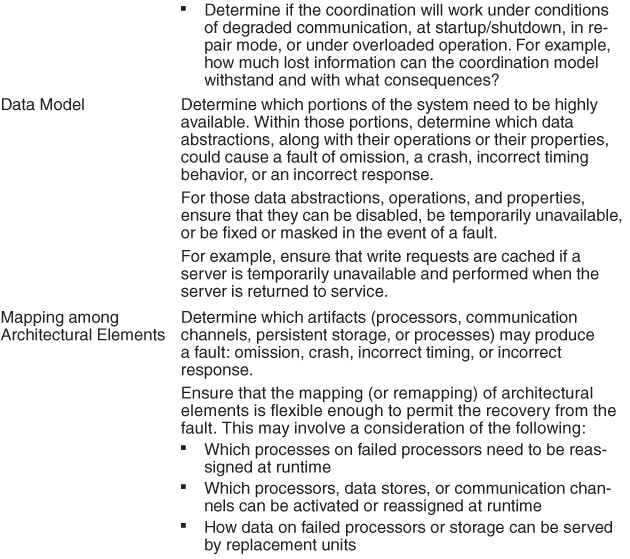 ▪ Determine if the coordination will work under conditions
of degraded communication, at startup/shutdown, in re-
pair mode, or under overloaded operation. For example,
how much lost information can the coordination model
withstand and with what consequences?
Data Model
Determine which portions of the system need to be highly
available. Within those portions, determine which data
abstractions, along with their operations or their properties,
could cause a fault of omission, a crash, incorrect timing
behavior, or an incorrect response.
For those data abstractions, operations, and properties,
ensure that they can be disabled, be temporarily unavailable,
or be fixed or masked in the event of a fault.
For example, ensure that write requests are cached if a
server is temporarily unavailable and performed when the
server is returned to service.
Mapping among
Architectural Elements
Determine which artifacts (processors, communication
channels, persistent storage, or processes) may produce
a fault: omission, crash, incorrect timing, or incorrect
response.
Ensure that the mapping (or remapping) of architectural
elements is flexible enough to permit the recovery from the
fault. This may involve a consideration of the following:
▪ Which processes on failed processors need to be reas-
signed at runtime
▪ Which processors, data stores, or communication chan-
nels can be activated or reassigned at runtime
▪ How data on failed processors or storage can be served
by replacement units